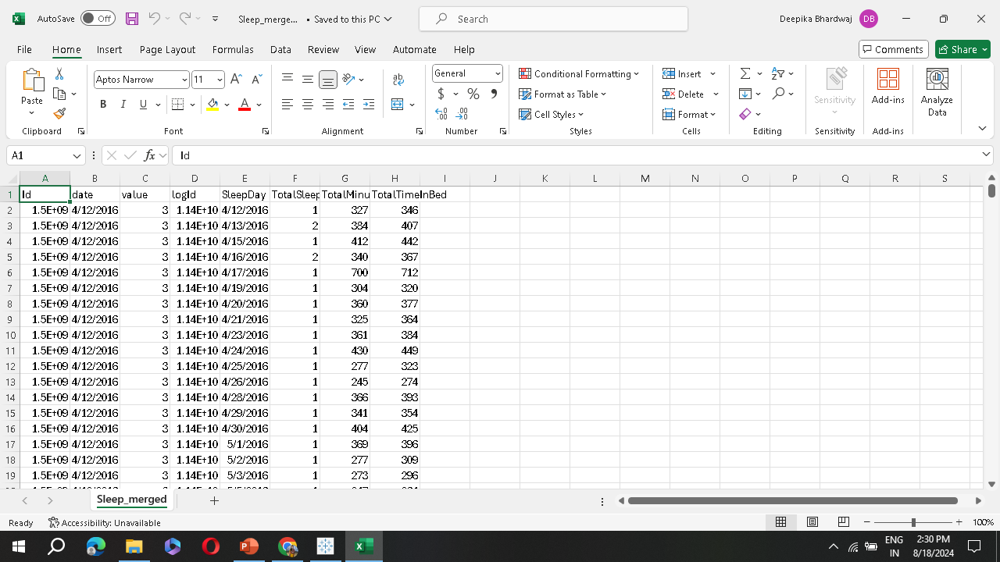 AutoSave Off Sleep_merge... • Saved to this PC Search Deepika Bhardwaj DB
File Home Insert Page Layout Formulas Data Review View Automate Help Comments Share
Paste Aptos Narrow 11 A A ab General Conditional Formatting Insert Σ Sensitivity Add-ins Analyze Data
B I U A $ % , Format as Table Delete
Cell Styles Format
Clipboard Font Alignment Number Styles Cells Editing Sensitivity Add-ins
A1 fx Id
A B C D E F G H I J K L M N O P Q R S
1 Id date value logId SleepDay TotalSleep TotalMinu TotalTimeInBed
2 1.5E+09 4/12/2016 3 1.14E+10 4/12/2016 1 327 346
3 1.5E+09 4/12/2016 3 1.14E+10 4/13/2016 2 384 407
4 1.5E+09 4/12/2016 3 1.14E+10 4/15/2016 1 412 442
5 1.5E+09 4/12/2016 3 1.14E+10 4/16/2016 2 340 367
6 1.5E+09 4/12/2016 3 1.14E+10 4/17/2016 1 700 712
7 1.5E+09 4/12/2016 3 1.14E+10 4/19/2016 1 304 320
8 1.5E+09 4/12/2016 3 1.14E+10 4/20/2016 1 360 377
9 1.5E+09 4/12/2016 3 1.14E+10 4/21/2016 1 325 364
10 1.5E+09 4/12/2016 3 1.14E+10 4/23/2016 1 361 384
11 1.5E+09 4/12/2016 3 1.14E+10 4/24/2016 1 430 449
12 1.5E+09 4/12/2016 3 1.14E+10 4/25/2016 1 277 323
13 1.5E+09 4/12/2016 3 1.14E+10 4/26/2016 1 245 274
14 1.5E+09 4/12/2016 3 1.14E+10 4/28/2016 1 366 393
15 1.5E+09 4/12/2016 3 1.14E+10 4/29/2016 1 341 354
16 1.5E+09 4/12/2016 3 1.14E+10 4/30/2016 1 404 425
17 1.5E+09 4/12/2016 3 1.14E+10 5/1/2016 1 369 396
18 1.5E+09 4/12/2016 3 1.14E+10 5/2/2016 1 277 309
19 1.5E+09 4/12/2016 3 1.14E+10 5/3/2016 1 273 296
Sleep_merged
Ready Accessibility: Unavailable 100%
ENG 2:30 PM
IN 8/18/2024